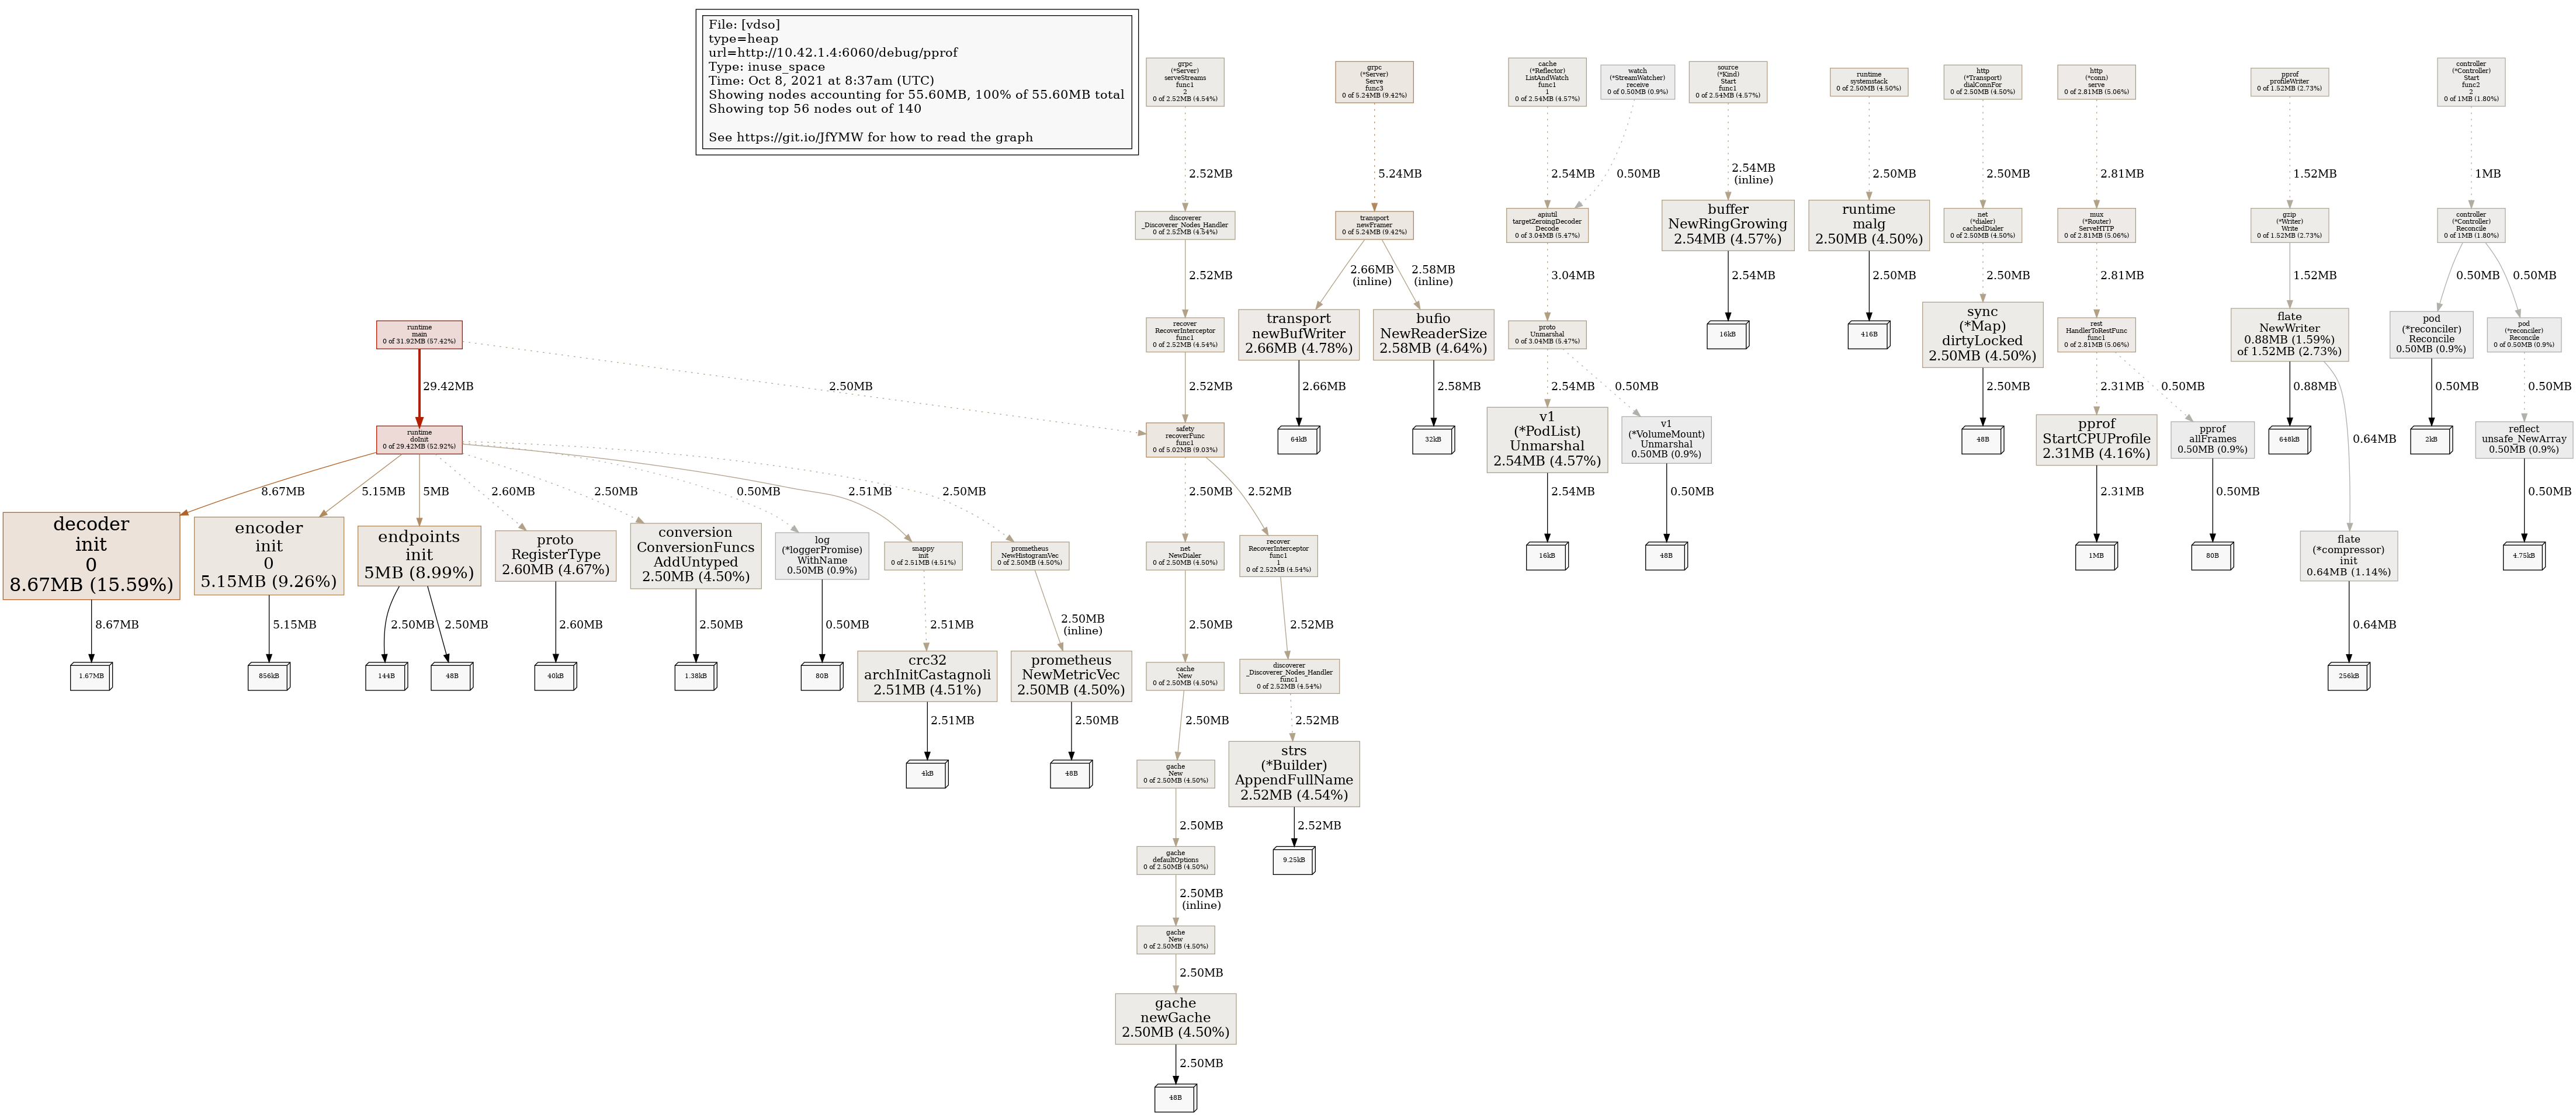 File: [vdso]
type=heap
url=http://10.42.1.4:6060/debug/pprof
Type: inuse_space
Time: Oct 8, 2021 at 8:37am (UTC)
Showing nodes accounting for 55.60MB, 100% of 55.60MB total
Showing top 56 nodes out of 140
See https://git.io/JfYMW for how to read the graph
grpc
(*Server)
serveStreams
func1
2
0 of 2.52MB (4.54%)
grpc
(*Server)
Serve
func3
0 of 5.24MB (9.42%)
cache
(*Reflector)
ListAndWatch
func1
1
0 of 2.54MB (4.57%)
watch
(*StreamWatcher)
receive
0 of 0.50MB (0.9%)
source
(*Kind)
Start
func1
0 of 2.54MB (4.57%)
runtime
systemstack
0 of 2.50MB (4.50%)
http
(*Transport)
dialConnFor
0 of 2.50MB (4.50%)
http
(*conn)
serve
0 of 2.81MB (5.06%)
pprof
profileWriter
0 of 1.52MB (2.73%)
controller
(*Controller)
Start
func2
2
0 of 1MB (1.80%)
2.52MB
5.24MB
2.54MB
0.50MB
2.54MB
(inline)
2.50MB
2.50MB
2.81MB
1.52MB
1MB
discoverer
_Discoverer_Nodes_Handler
0 of 2.52MB (4.54%)
transport
newFramer
0 of 5.24MB (9.42%)
apiutil
targetZeroingDecoder
Decode
0 of 3.04MB (5.47%)
buffer
NewRingGrowing
2.54MB (4.57%)
runtime
malg
2.50MB (4.50%)
net
(*dialer)
cachedDialer
0 of 2.50MB (4.50%)
mux
(*Router)
ServeHTTP
0 of 2.81MB (5.06%)
gzip
(*Writer)
Write
0 of 1.52MB (2.73%)
controller
(*Controller)
Reconcile
0 of 1MB (1.80%)
2.52MB
2.66MB
(inline)
2.58MB
(inline)
3.04MB
2.54MB
2.50MB
2.50MB
2.81MB
1.52MB
0.50MB
0.50MB
runtime
main
0 of 31.92MB (57.42%)
recover
RecoverInterceptor
func1
0 of 2.52MB (4.54%)
transport
newBufWriter
2.66MB (4.78%)
bufio
NewReaderSize
2.58MB (4.64%)
proto
Unmarshal
0 of 3.04MB (5.47%)
16kB
416B
sync
(*Map)
dirtyLocked
2.50MB (4.50%)
rest
HandlerToRestFunc
func1
0 of 2.81MB (5.06%)
flate
NewWriter
0.88MB (1.59%)
of 1.52MB (2.73%)
pod
(*reconciler)
Reconcile
0.50MB (0.9%)
pod
(*reconciler)
Reconcile
0 of 0.50MB (0.9%)
29.42MB
2.50MB
2.52MB
2.66MB
2.58MB
2.54MB
0.50MB
2.50MB
2.31MB
0.50MB
0.88MB
0.64MB
0.50MB
0.50MB
runtime
doInit
0 of 29.42MB (52.92%)
safety
recoverFunc
func1
0 of 5.02MB (9.03%)
64kB
32kB
v1
(*PodList)
Unmarshal
2.54MB (4.57%)
v1
(*VolumeMount)
Unmarshal
0.50MB (0.9%)
48B
pprof
StartCPUProfile
2.31MB (4.16%)
pprof
allFrames
0.50MB (0.9%)
648kB
2kB
reflect
unsafe_NewArray
0.50MB (0.9%)
8.67MB
5.15MB
5MB
2.60MB
2.50MB
0.50MB
2.51MB
2.50MB
2.50MB
2.52MB
2.54MB
0.50MB
2.31MB
0.50MB
0.50MB
decoder
init
0
8.67MB (15.59%)
encoder
init
0
5.15MB (9.26%)
endpoints
init
5MB (8.99%)
proto
RegisterType
2.60MB (4.67%)
conversion
ConversionFuncs
AddUntyped
2.50MB (4.50%)
log
(*loggerPromise)
WithName
0.50MB (0.9%)
snappy
init
0 of 2.51MB (4.51%)
prometheus
NewHistogramVec
0 of 2.50MB (4.50%)
net
NewDialer
0 of 2.50MB (4.50%)
recover
RecoverInterceptor
func1
1
0 of 2.52MB (4.54%)
16kB
48B
1MB
80B
flate
(*compressor)
init
0.64MB (1.14%)
4.75kB
8.67MB
5.15MB
2.50MB
2.50MB
2.60MB
2.50MB
0.50MB
2.51MB
2.50MB
(inline)
2.50MB
2.52MB
0.64MB
1.67MB
856kB
144B
48B
40kB
1.38kB
80B
crc32
archInitCastagnoli
2.51MB (4.51%)
prometheus
NewMetricVec
2.50MB (4.50%)
cache
New
0 of 2.50MB (4.50%)
discoverer
_Discoverer_Nodes_Handler
func1
0 of 2.52MB (4.54%)
256kB
2.51MB
2.50MB
2.50MB
2.52MB
4kB
48B
gache
New
0 of 2.50MB (4.50%)
strs
(*Builder)
AppendFullName
2.52MB (4.54%)
2.50MB
2.52MB
gache
defaultOptions
0 of 2.50MB (4.50%)
9.25kB
2.50MB
(inline)
gache
New
0 of 2.50MB (4.50%)
2.50MB
gache
newGache
2.50MB (4.50%)
2.50MB
48B